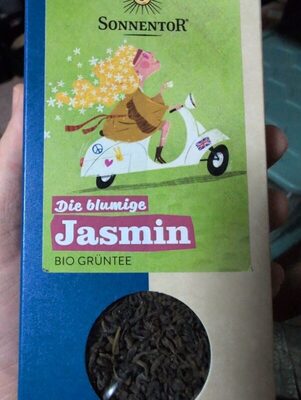 SONNENTOR
Die blumige
Jasmin
BIO GRÜNTEE